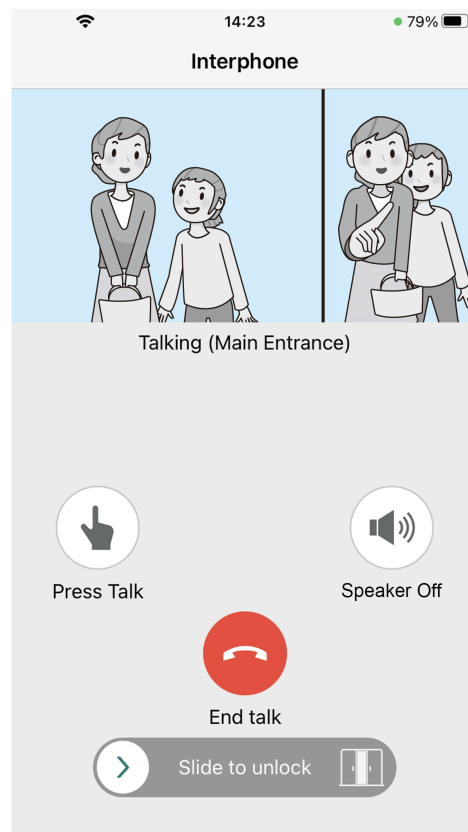 14:23
79%
Interphone
Talking (Main Entrance)
Press Talk
Speaker Off
End talk
Slide to unlock